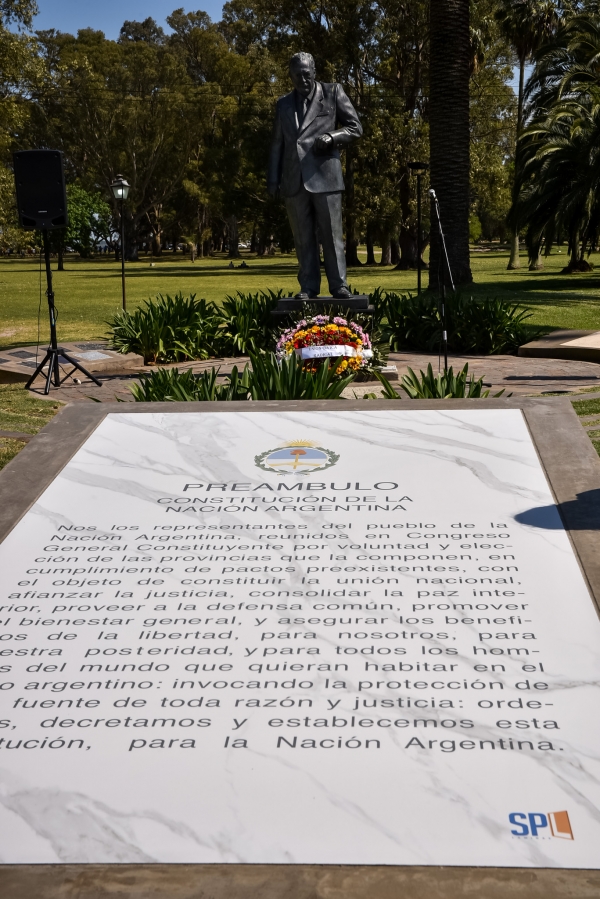 PREAMBULO
CONSTITUCIÓN DE LA
NACIÓN ARGENTINA
Nos los representantes del pueblo de la
Nación Argentina, reunidos en Congreso
General Constituyente por voluntad y elec-
ción de las provincias que la componen, en
cumplimiento de pactos preexistentes, con
el objeto de constituir la unión nacional,
afianzar la justicia, consolidar la paz inte-
rior, proveer a la defensa común, promover
el bienestar general, y asegurar los benefi-
os de la libertad, para nosotros, para
estra posteridad, y para todos los hom-
s del mundo que quieran habitar en el
o argentino: invocando la protección de
fuente de toda razón y justicia: orde-
s, decretamos y establecemos esta
tución, para la Nación Argentina.
SPL